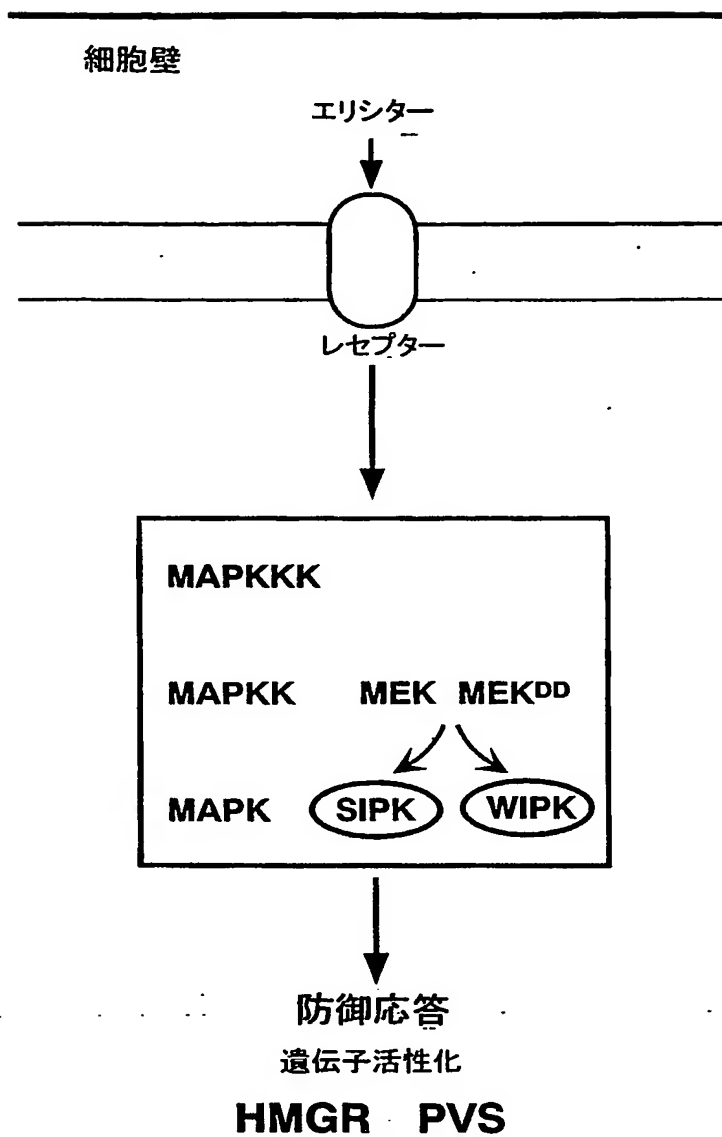 細胞壁
エリシター
レセプター
MAPKKK
MAPKK MEK MEKDD
MAPK SIPK WIPK
防御応答
遺伝子活性化
HMGR PVS